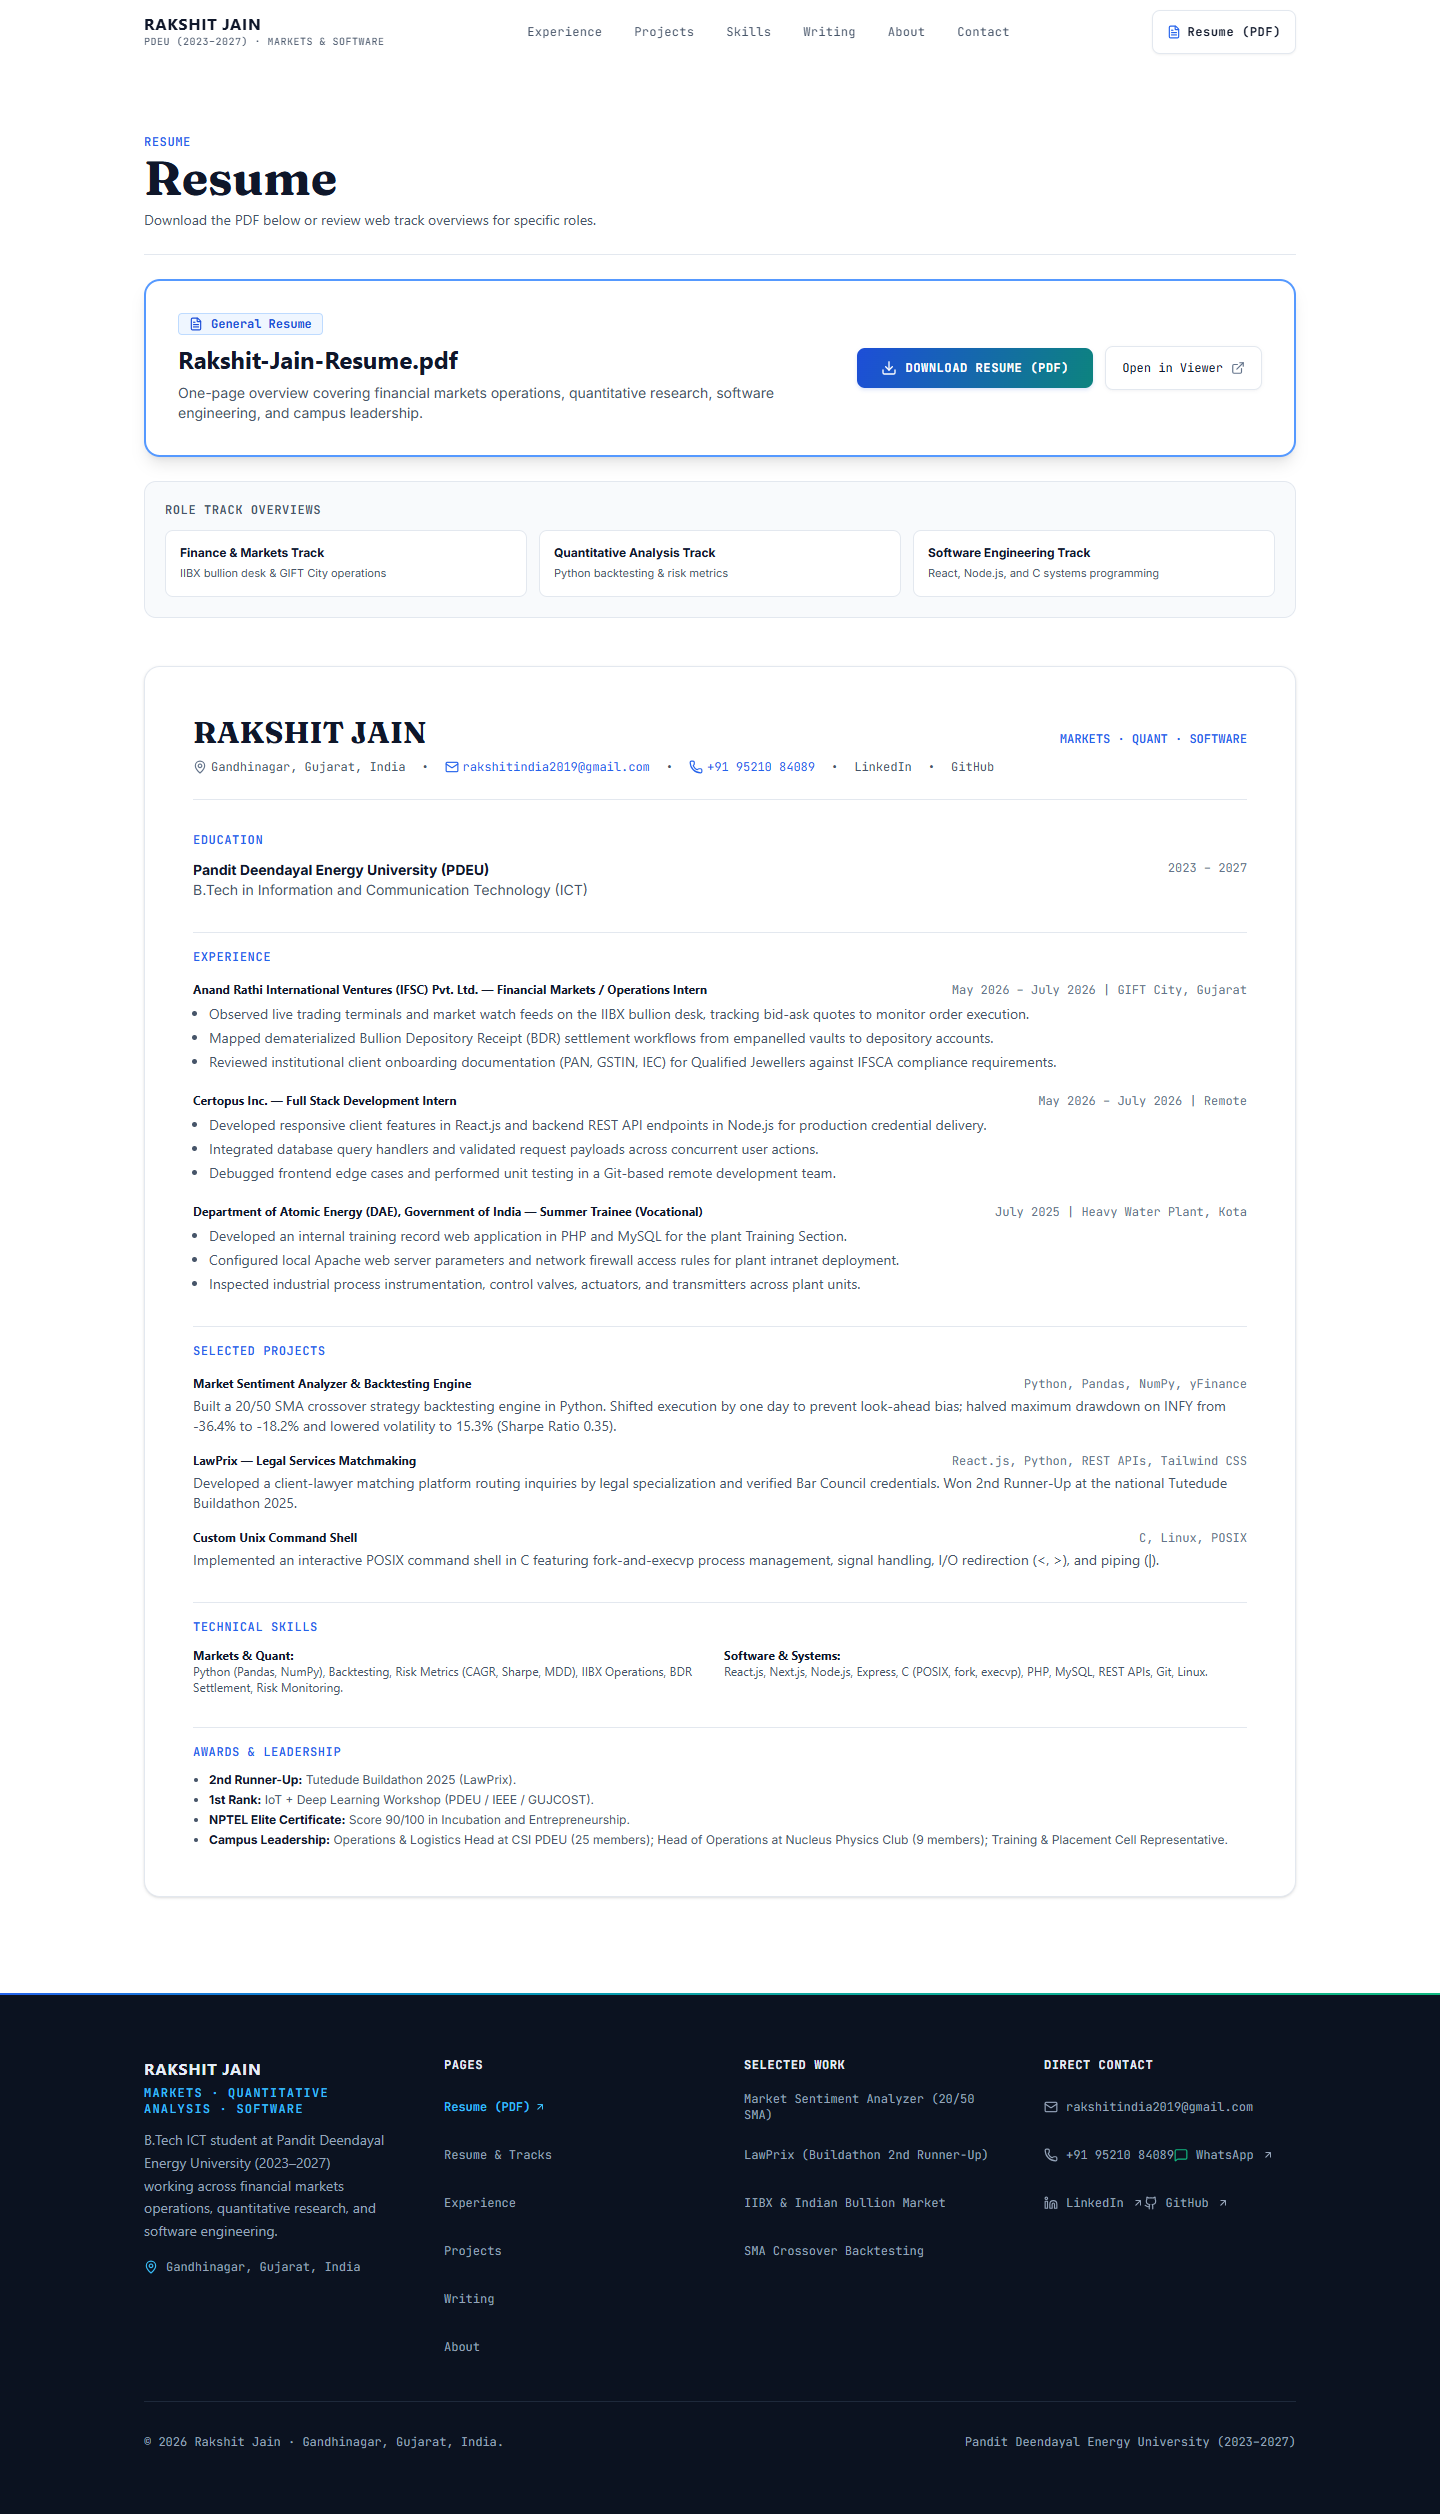 RAKSHIT JAIN
PDEU (2023–2027) · MARKETS & SOFTWARE
Experience
Projects
Skills
Writing
About
Contact
Resume (PDF)
RESUME
Resume
Download the PDF below or review web track overviews for specific roles.
General Resume
Rakshit-Jain-Resume.pdf
One-page overview covering financial markets operations, quantitative research, software
engineering, and campus leadership.
DOWNLOAD RESUME (PDF)
Open in Viewer
ROLE TRACK OVERVIEWS
Finance & Markets Track
IIBX bullion desk & GIFT City operations
Quantitative Analysis Track
Python backtesting & risk metrics
Software Engineering Track
React, Node.js, and C systems programming
RAKSHIT JAIN
MARKETS · QUANT · SOFTWARE
Gandhinagar, Gujarat, India • rakshitindia2019@gmail.com • +91 95210 84089 • LinkedIn • GitHub
EDUCATION
Pandit Deendayal Energy University (PDEU)
2023 – 2027
B.Tech in Information and Communication Technology (ICT)
EXPERIENCE
Anand Rathi International Ventures (IFSC) Pvt. Ltd. — Financial Markets / Operations Intern
May 2026 – July 2026 | GIFT City, Gujarat
• Observed live trading terminals and market watch feeds on the IIBX bullion desk, tracking bid-ask quotes to monitor order execution.
• Mapped dematerialized Bullion Depository Receipt (BDR) settlement workflows from empanelled vaults to depository accounts.
• Reviewed institutional client onboarding documentation (PAN, GSTIN, IEC) for Qualified Jewellers against IFSCA compliance requirements.
Certopus Inc. — Full Stack Development Intern
May 2026 – July 2026 | Remote
• Developed responsive client features in React.js and backend REST API endpoints in Node.js for production credential delivery.
• Integrated database query handlers and validated request payloads across concurrent user actions.
• Debugged frontend edge cases and performed unit testing in a Git-based remote development team.
Department of Atomic Energy (DAE), Government of India — Summer Trainee (Vocational)
July 2025 | Heavy Water Plant, Kota
• Developed an internal training record web application in PHP and MySQL for the plant Training Section.
• Configured local Apache web server parameters and network firewall access rules for plant intranet deployment.
• Inspected industrial process instrumentation, control valves, actuators, and transmitters across plant units.
SELECTED PROJECTS
Market Sentiment Analyzer & Backtesting Engine
Python, Pandas, NumPy, yFinance
Built a 20/50 SMA crossover strategy backtesting engine in Python. Shifted execution by one day to prevent look-ahead bias; halved maximum drawdown on INFY from
-36.4% to -18.2% and lowered volatility to 15.3% (Sharpe Ratio 0.35).
LawPrix — Legal Services Matchmaking
React.js, Python, REST APIs, Tailwind CSS
Developed a client-lawyer matching platform routing inquiries by legal specialization and verified Bar Council credentials. Won 2nd Runner-Up at the national Tutedude
Buildathon 2025.
Custom Unix Command Shell
C, Linux, POSIX
Implemented an interactive POSIX command shell in C featuring fork-and-execvp process management, signal handling, I/O redirection (<, >), and piping (|).
TECHNICAL SKILLS
Markets & Quant:
Python (Pandas, NumPy), Backtesting, Risk Metrics (CAGR, Sharpe, MDD), IIBX Operations, BDR
Settlement, Risk Monitoring.
Software & Systems:
React.js, Next.js, Node.js, Express, C (POSIX, fork, execvp), PHP, MySQL, REST APIs, Git, Linux.
AWARDS & LEADERSHIP
• 2nd Runner-Up: Tutedude Buildathon 2025 (LawPrix).
• 1st Rank: IoT + Deep Learning Workshop (PDEU / IEEE / GUJCOST).
• NPTEL Elite Certificate: Score 90/100 in Incubation and Entrepreneurship.
• Campus Leadership: Operations & Logistics Head at CSI PDEU (25 members); Head of Operations at Nucleus Physics Club (9 members); Training & Placement Cell Representative.
RAKSHIT JAIN
MARKETS · QUANTITATIVE
ANALYSIS · SOFTWARE
B.Tech ICT student at Pandit Deendayal
Energy University (2023–2027)
working across financial markets
operations, quantitative research, and
software engineering.
Gandhinagar, Gujarat, India
PAGES
Resume (PDF)
Resume & Tracks
Experience
Projects
Writing
About
SELECTED WORK
Market Sentiment Analyzer (20/50
SMA)
LawPrix (Buildathon 2nd Runner-Up)
IIBX & Indian Bullion Market
SMA Crossover Backtesting
DIRECT CONTACT
rakshitindia2019@gmail.com
+91 95210 84089 WhatsApp
LinkedIn GitHub
© 2026 Rakshit Jain · Gandhinagar, Gujarat, India.
Pandit Deendayal Energy University (2023–2027)